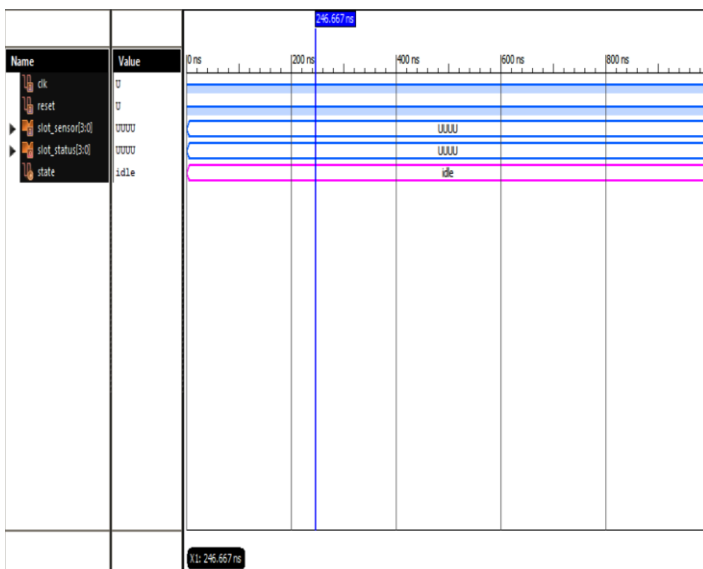 246.667 ns
Name Value 0 ns 200 ns 400 ns 600 ns 800 ns
clk U
reset U
slot_sensor[3:0] UUUU UUUU
slot_status[3:0] UUUU UUUU
state idle idle
X1: 246.667 ns